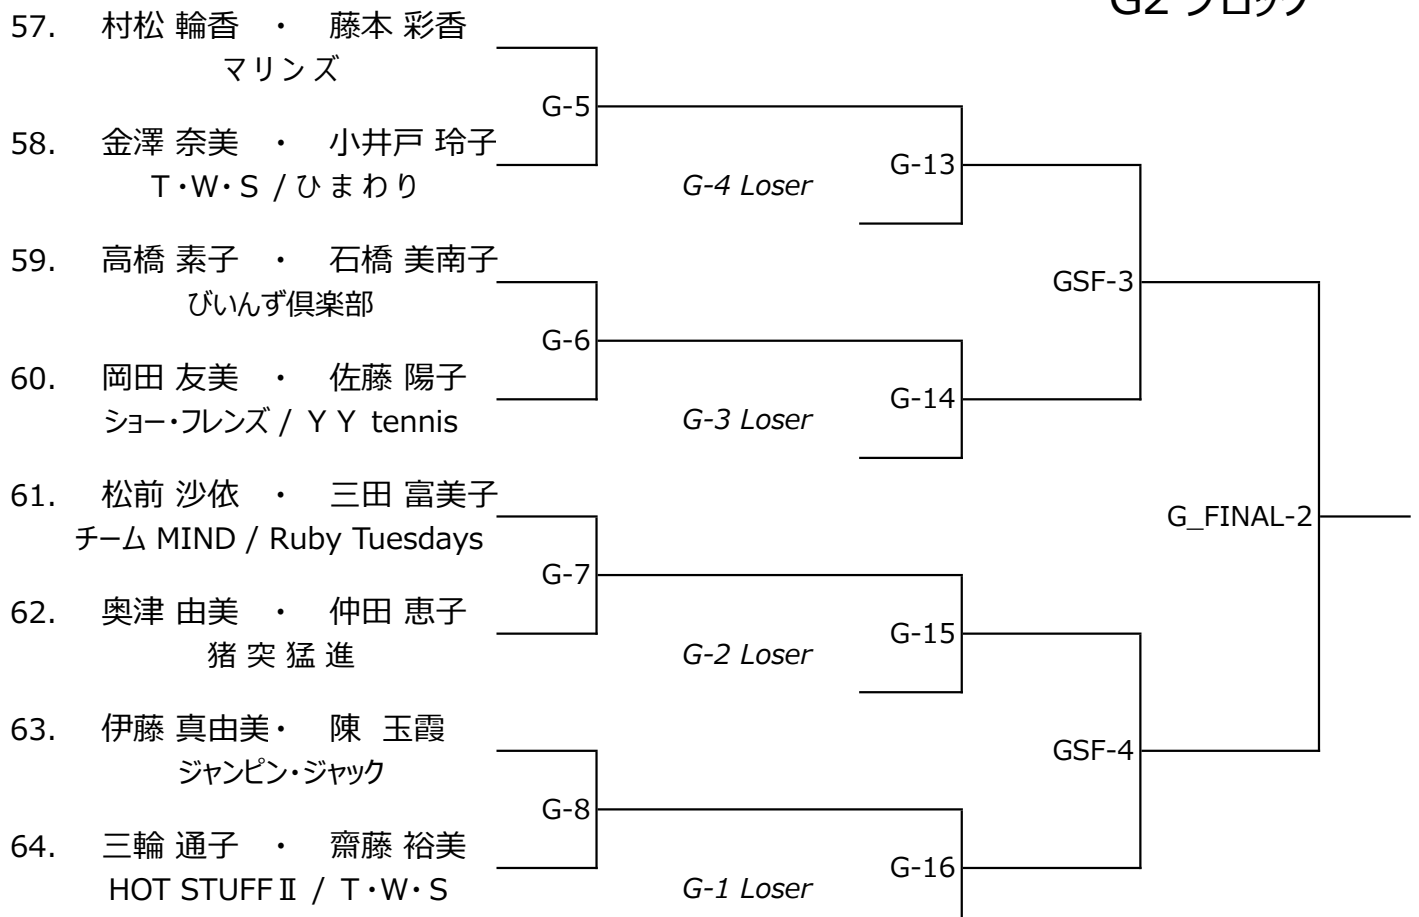 G2 ブロック
57. 村松 輪香 ・ 藤本 彩香
マリンズ
G-5
58. 金澤 奈美 ・ 小井戸 玲子
T・W・S / ひまわり
G-4 Loser
G-13
59. 高橋 素子 ・ 石橋 美南子
びいんず倶楽部
GSF-3
G-6
60. 岡田 友美 ・ 佐藤 陽子
ショー・フレンズ / Y Y tennis
G-3 Loser
G-14
61. 松前 沙依 ・ 三田 富美子
チーム MIND / Ruby Tuesdays
G_FINAL-2
G-7
62. 奥津 由美 ・ 仲田 恵子
猪突猛進
G-2 Loser
G-15
63. 伊藤 真由美・ 陳 玉霞
ジャンピン・ジャック
GSF-4
G-8
64. 三輪 通子 ・ 齋藤 裕美
HOT STUFFⅡ / T・W・S
G-1 Loser
G-16